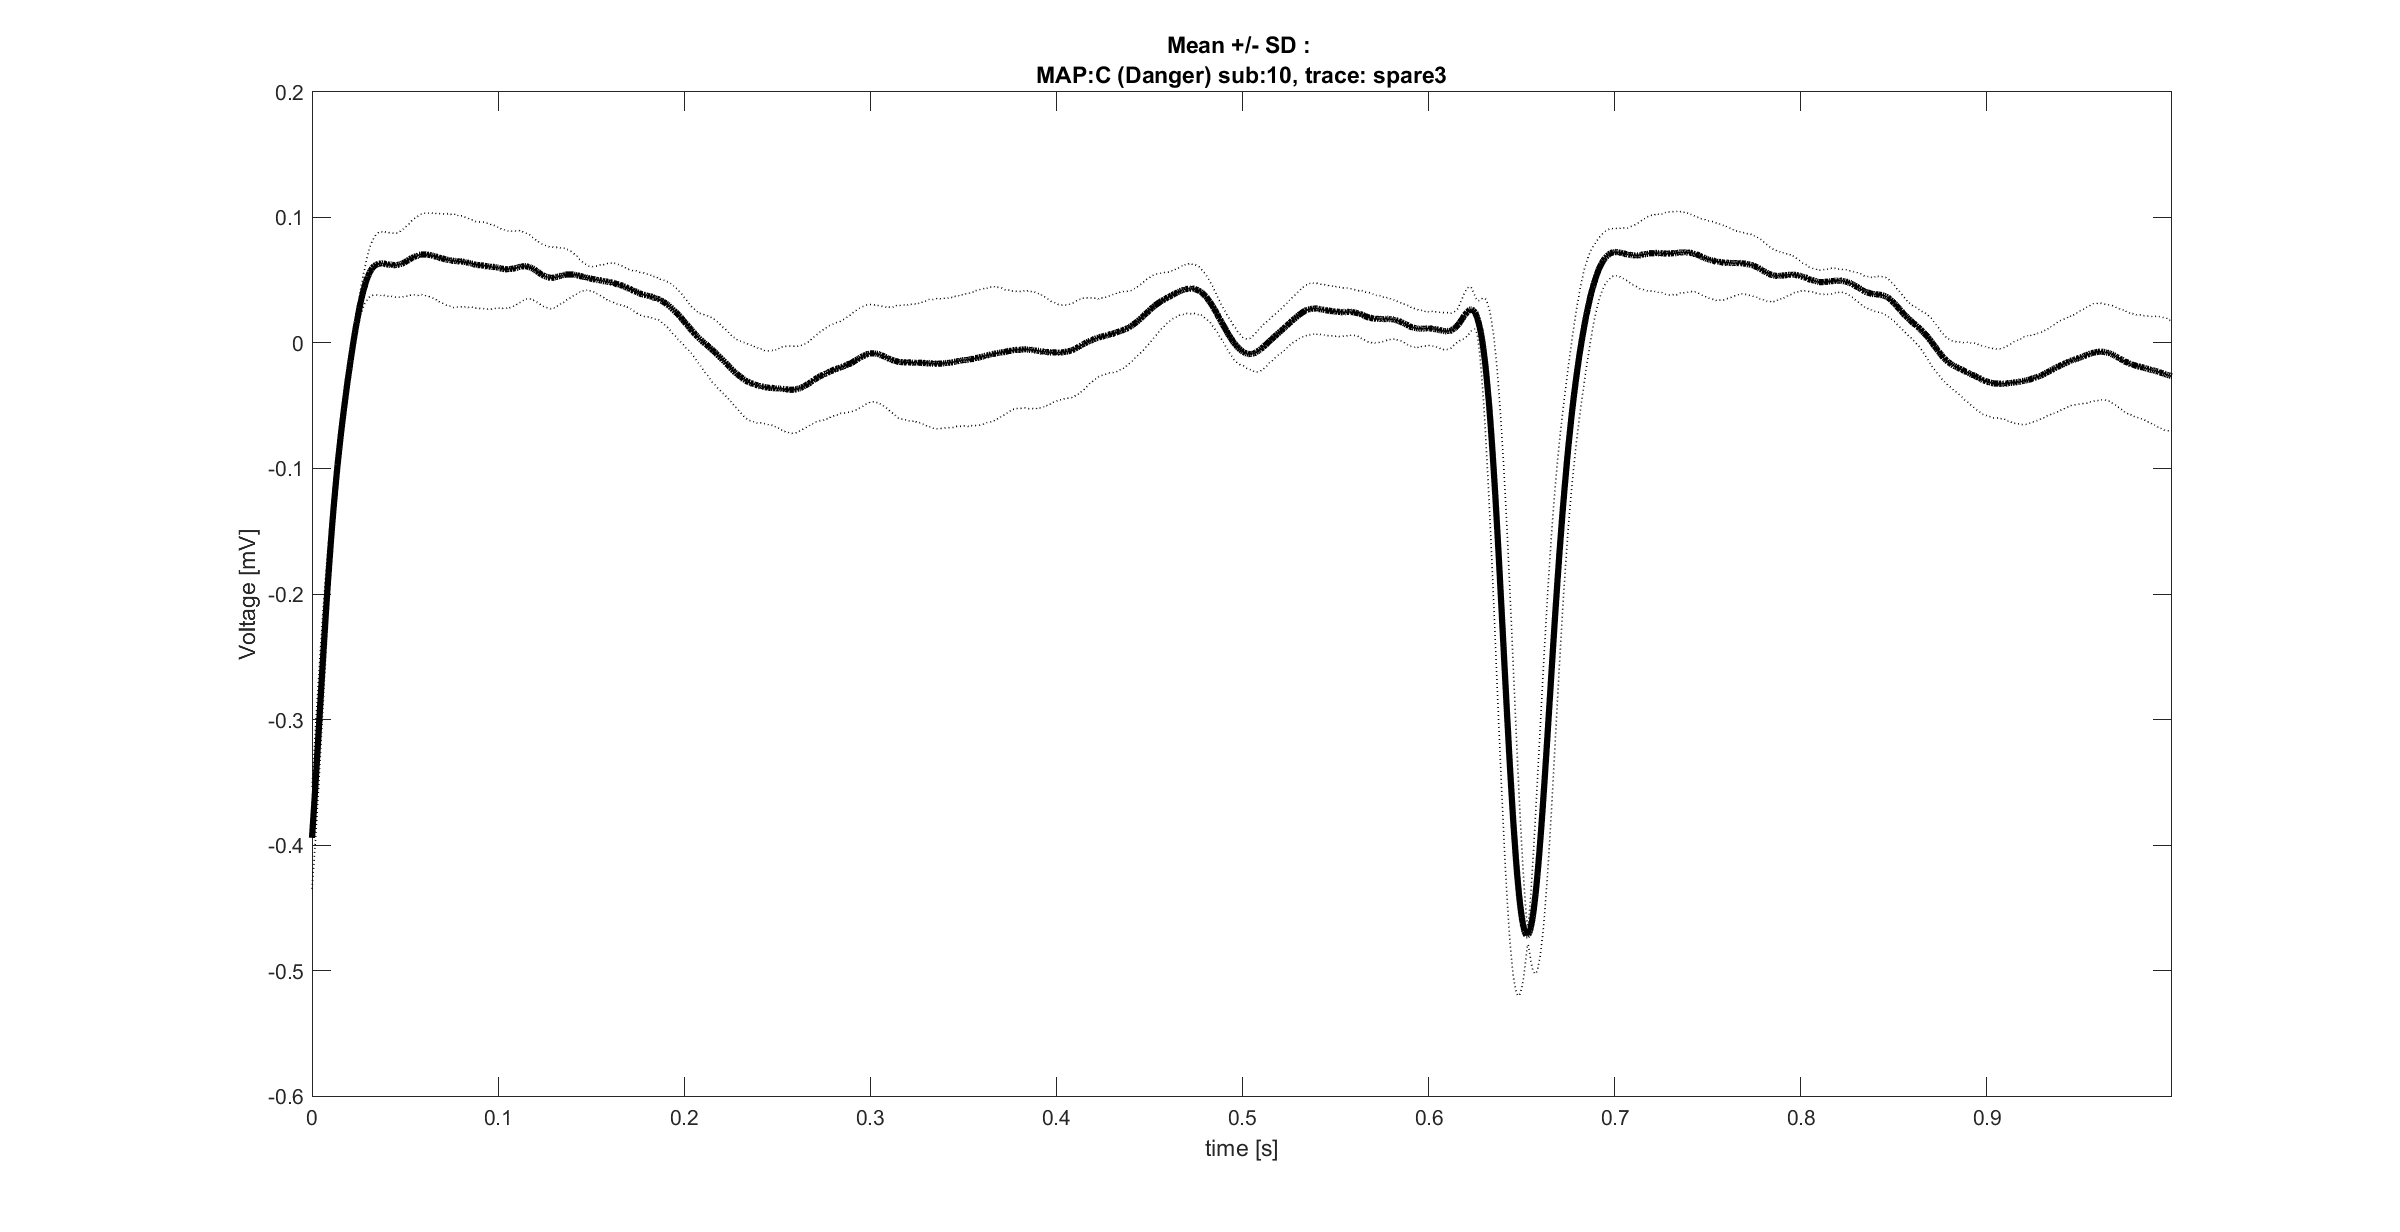 Mean +/- SD :
MAP:C (Danger) sub:10, trace: spare3
0.2
0.1
0
-0.1
-0.2
-0.3
-0.4
-0.5
-0.6
Voltage [mV]
0 0.1 0.2 0.3 0.4 0.5 0.6 0.7 0.8 0.9
time [s]